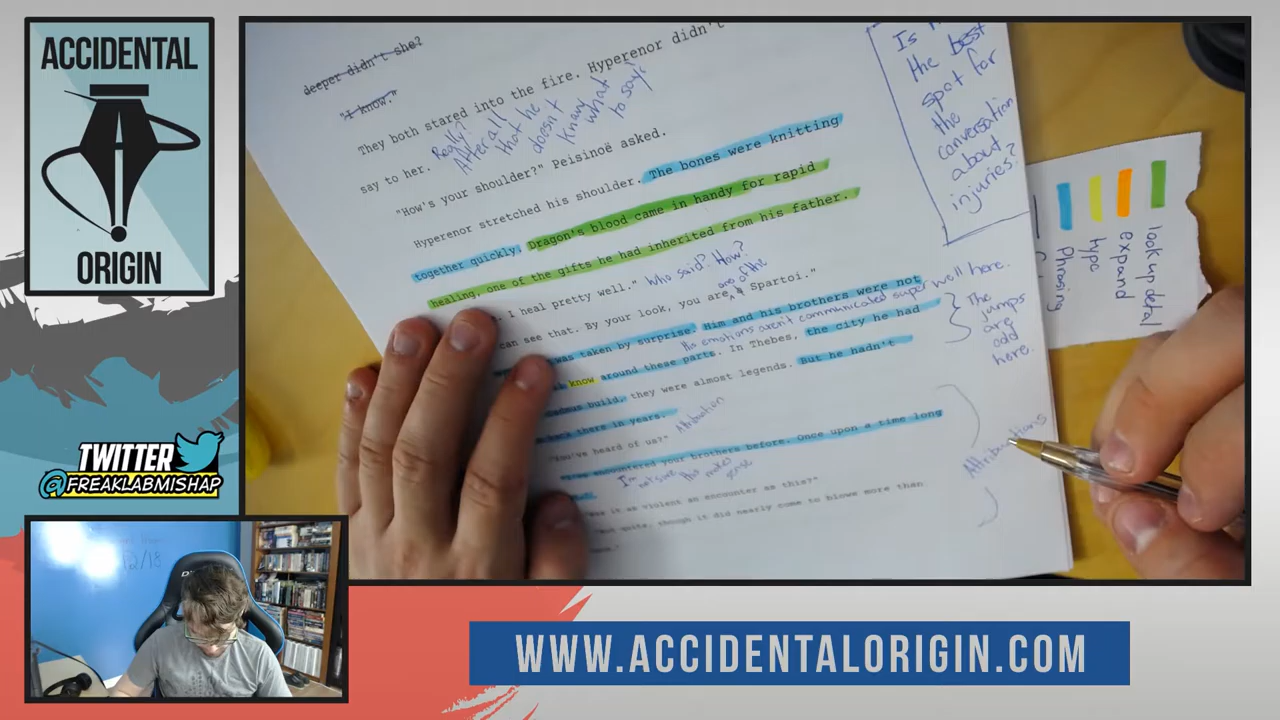 ACCIDENTAL
ORIGIN
TWITTER
@FREAKLABMISHAP
12/18
WWW.ACCIDENTALORIGIN.COM
deeper didn't she?
"I know."
They both stared into the fire. Hyperenor didn't
say to her.
Really?
After all
that he
doesn't
know
what
to say?
"How's your shoulder?" Peisinoë asked.
Hyperenor stretched his shoulder. The bones were knitting
together quickly. Dragon's blood came in handy for rapid
healing, one of the gifts he had inherited from his father.
I heal pretty well."
Who said? How?
can see that. By your look, you are Spartoi."
one of the
was taken by surprise. Him and his brothers were not
His emotions aren't communicated super well here.
know around these parts. In Thebes, the city he had
build, they were almost legends. But he hadn't
there in years.
heard of us?"
Attribution
encountered your brothers before. Once upon a time long
I'm not sure this makes sense
it as violent an encounter as this?"
quite, though it did nearly come to blows more than
Is
the best
spot for
the
conversation
about
injuries?
The
jumps
are
odd
here.
Attributions
Phrasing
typo
expand
look up detail